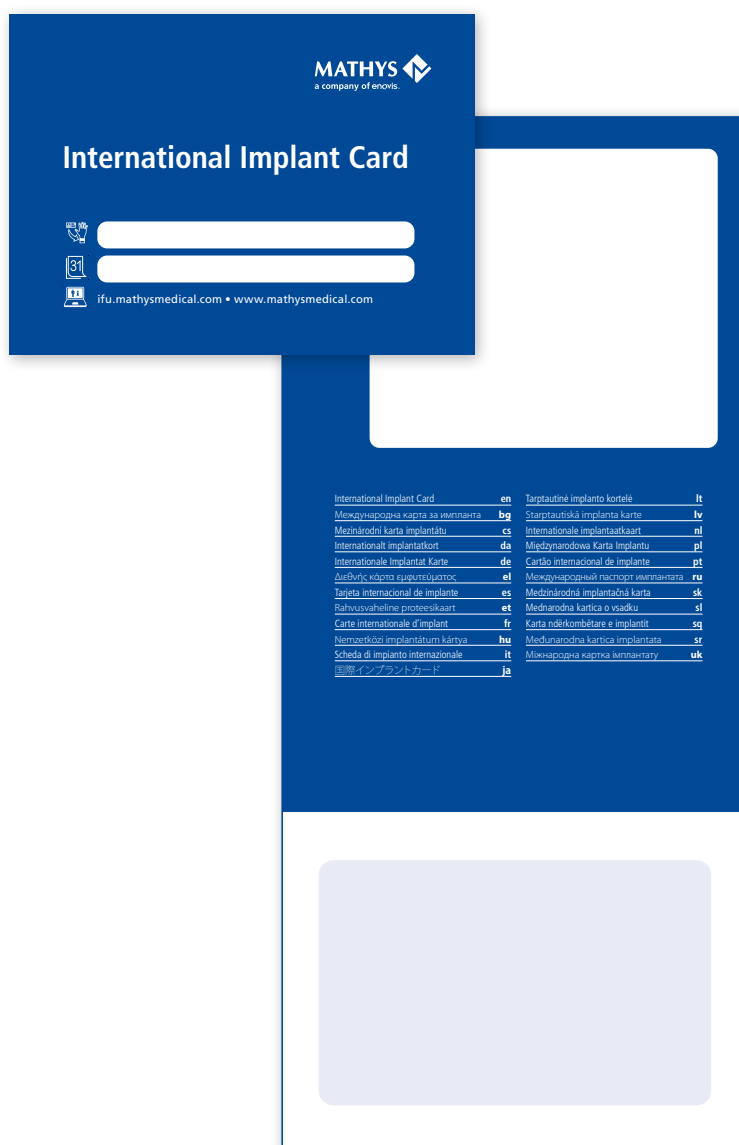 MATHYS
a company of enovis.
International Implant Card
31
ifu.mathysmedical.com • www.mathysmedical.com
International Implant Card en
Международна карта за импланта bg
Mezinárodní karta implantátu cs
Internationalt implantatkort da
Internationale Implantat Karte de
Διεθνής κάρτα εμφυτεύματος el
Tarjeta internacional de implante es
Rahvusvaheline proteesikaart et
Carte internationale d’implant fr
Nemzetközi implantátum kártya hu
Scheda di impianto internazionale it
国際インプラントカード ja
Tarptautinė implanto kortelė lt
Starptautiskā implanta karte lv
Internationale implantaatkaart nl
Międzynarodowa Karta Implantu pl
Cartão internacional de implante pt
Международный паспорт имплантата ru
Medzinárodná implantačná karta sk
Mednarodna kartica o vsadku sl
Karta ndërkombëtare e implantit sq
Međunarodna kartica implantata sr
Міжнародна картка імплантату uk